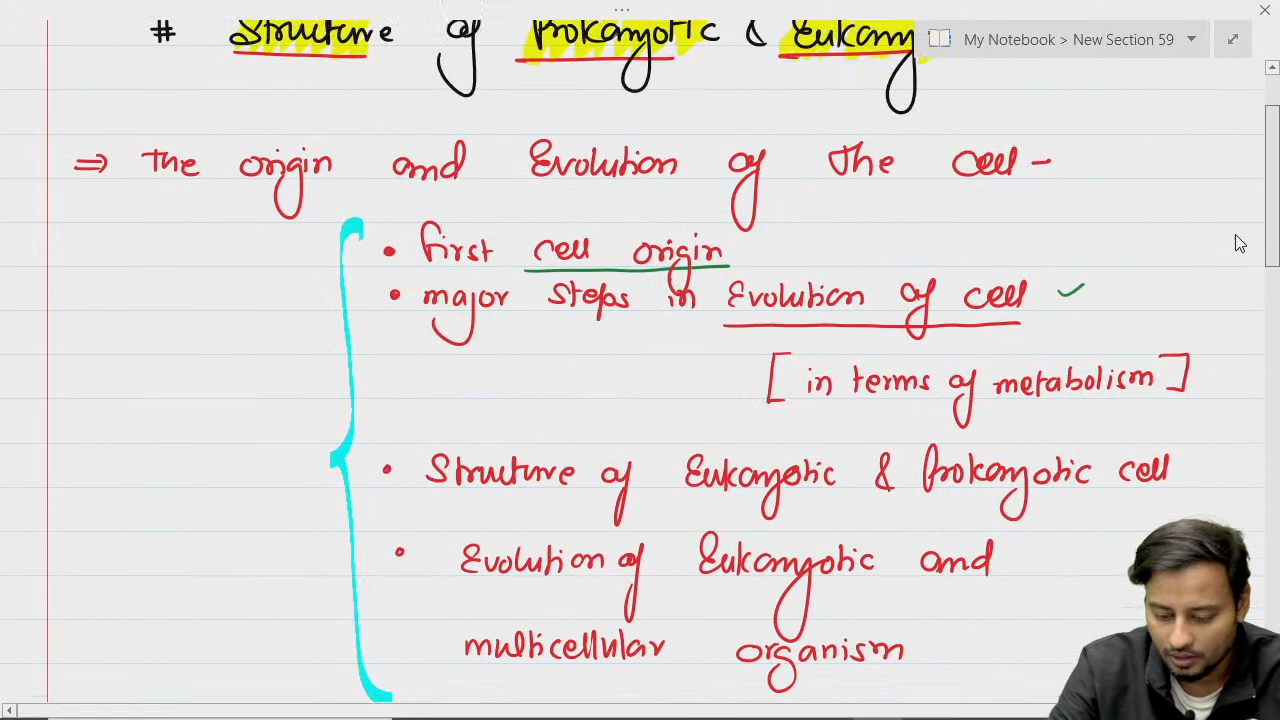 # Structure of Prokaryotic & Eukary
My Notebook > New Section 59
⇒ The origin and Evolution of The Cell -
• first cell origin
• major steps in Evolution of cell ✓
[in terms of metabolism]
• Structure of Eukaryotic & Prokaryotic cell
• Evolution of Eukaryotic and
multicellular organism